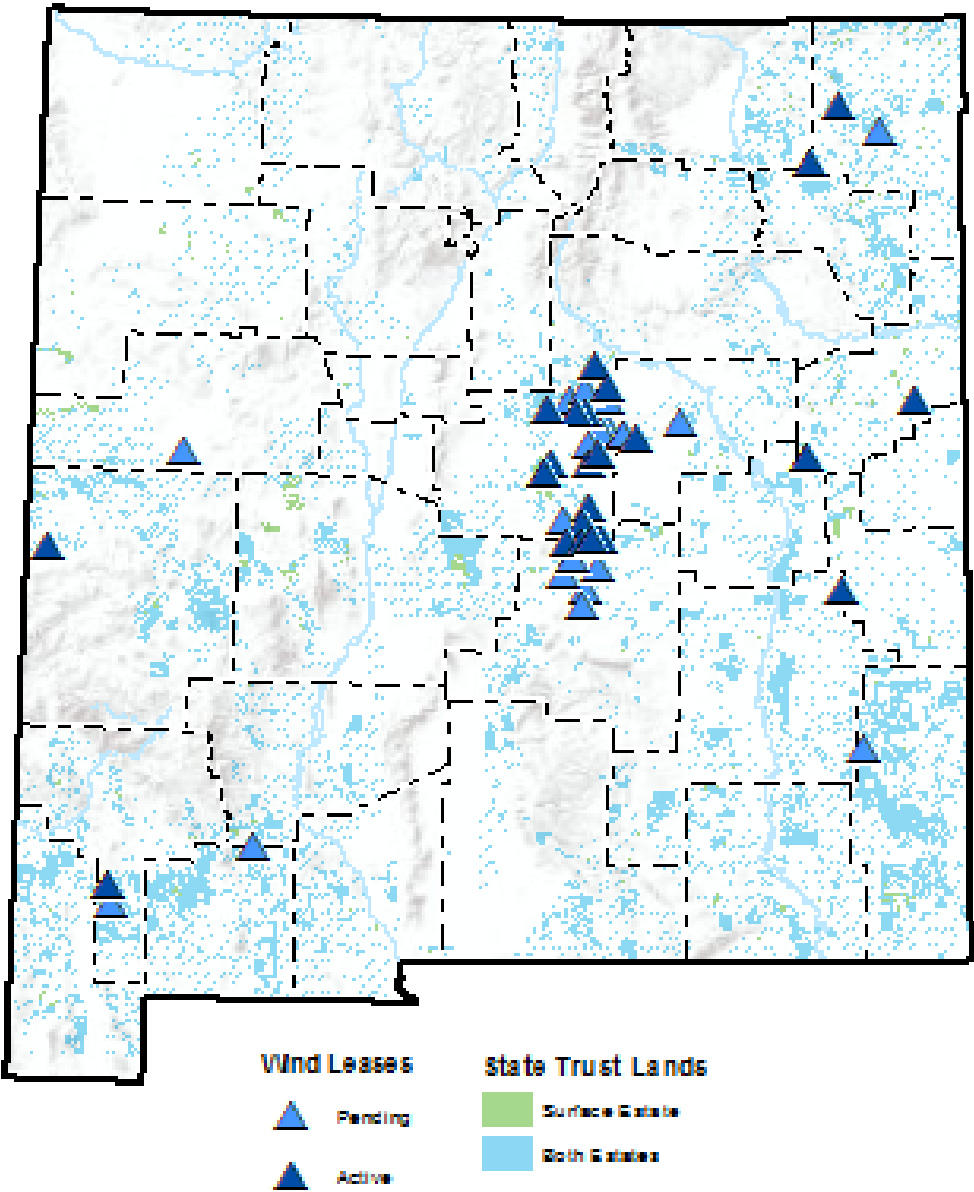 Wind Leases
Pending
Active
State Trust Lands
Surface Estate
Both Estates